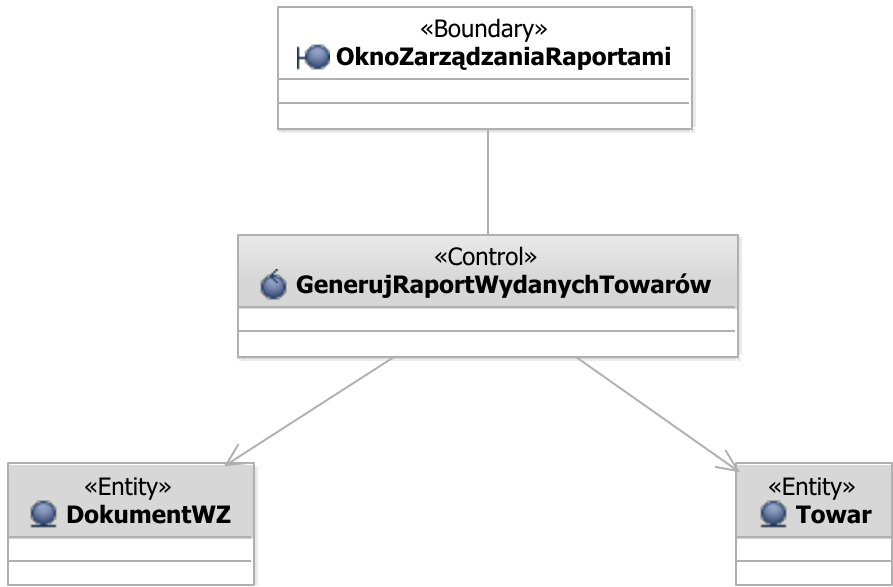 «Boundary»
OknoZarządzaniaRaportami
«Control»
GenerujRaportWydanychTowarów
«Entity»
DokumentWZ
«Entity»
Towar